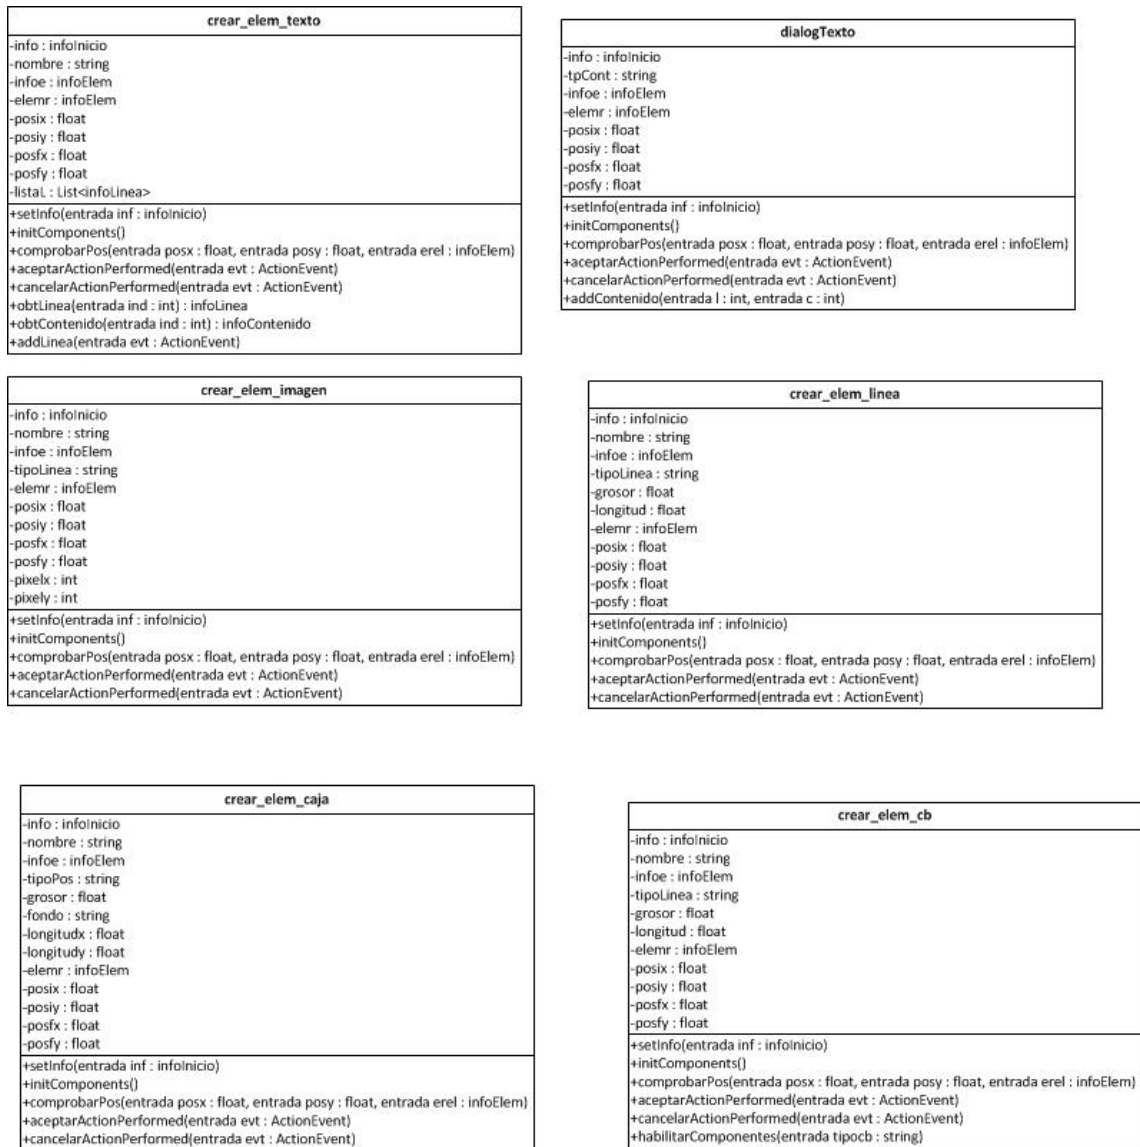 crear_elem_texto
-info : infoInicio
-nombre : string
-infoe : infoElem
-elemr : infoElem
-posix : float
-posiy : float
-posfx : float
-posfy : float
-listaL : List<infoLinea>
+setInfo(entrada inf : infoInicio)
+initComponents()
+comprobarPos(entrada posx : float, entrada posy : float, entrada erel : infoElem)
+aceptarActionPerformed(entrada evt : ActionEvent)
+cancelarActionPerformed(entrada evt : ActionEvent)
+obtLinea(entrada ind : int) : infoLinea
+obtContenido(entrada ind : int) : infoContenido
+addLinea(entrada evt : ActionEvent)
dialogTexto
-info : infoInicio
-tpCont : string
-infoe : infoElem
-elemr : infoElem
-posix : float
-posiy : float
-posfx : float
-posfy : float
+setInfo(entrada inf : infoInicio)
+initComponents()
+comprobarPos(entrada posx : float, entrada posy : float, entrada erel : infoElem)
+aceptarActionPerformed(entrada evt : ActionEvent)
+cancelarActionPerformed(entrada evt : ActionEvent)
+addContenido(entrada l : int, entrada c : int)
crear_elem_imagen
-info : infoInicio
-nombre : string
-infoe : infoElem
-tipoLinea : string
-elemr : infoElem
-posix : float
-posiy : float
-posfx : float
-posfy : float
-pixelx : int
-pixely : int
+setInfo(entrada inf : infoInicio)
+initComponents()
+comprobarPos(entrada posx : float, entrada posy : float, entrada erel : infoElem)
+aceptarActionPerformed(entrada evt : ActionEvent)
+cancelarActionPerformed(entrada evt : ActionEvent)
crear_elem_linea
-info : infoInicio
-nombre : string
-infoe : infoElem
-tipoLinea : string
-grosor : float
-longitud : float
-elemr : infoElem
-posix : float
-posiy : float
-posfx : float
-posfy : float
+setInfo(entrada inf : infoInicio)
+initComponents()
+comprobarPos(entrada posx : float, entrada posy : float, entrada erel : infoElem)
+aceptarActionPerformed(entrada evt : ActionEvent)
+cancelarActionPerformed(entrada evt : ActionEvent)
crear_elem_caja
-info : infoInicio
-nombre : string
-infoe : infoElem
-tipoPos : string
-grosor : float
-fondo : string
-longitudx : float
-longitudy : float
-elemr : infoElem
-posix : float
-posiy : float
-posfx : float
-posfy : float
+setInfo(entrada inf : infoInicio)
+initComponents()
+comprobarPos(entrada posx : float, entrada posy : float, entrada erel : infoElem)
+aceptarActionPerformed(entrada evt : ActionEvent)
+cancelarActionPerformed(entrada evt : ActionEvent)
crear_elem_cb
-info : infoInicio
-nombre : string
-infoe : infoElem
-tipoLinea : string
-grosor : float
-longitud : float
-elemr : infoElem
-posix : float
-posiy : float
-posfx : float
-posfy : float
+setInfo(entrada inf : infoInicio)
+initComponents()
+comprobarPos(entrada posx : float, entrada posy : float, entrada erel : infoElem)
+aceptarActionPerformed(entrada evt : ActionEvent)
+cancelarActionPerformed(entrada evt : ActionEvent)
+habilitarComponentes(entrada tipocb : string)